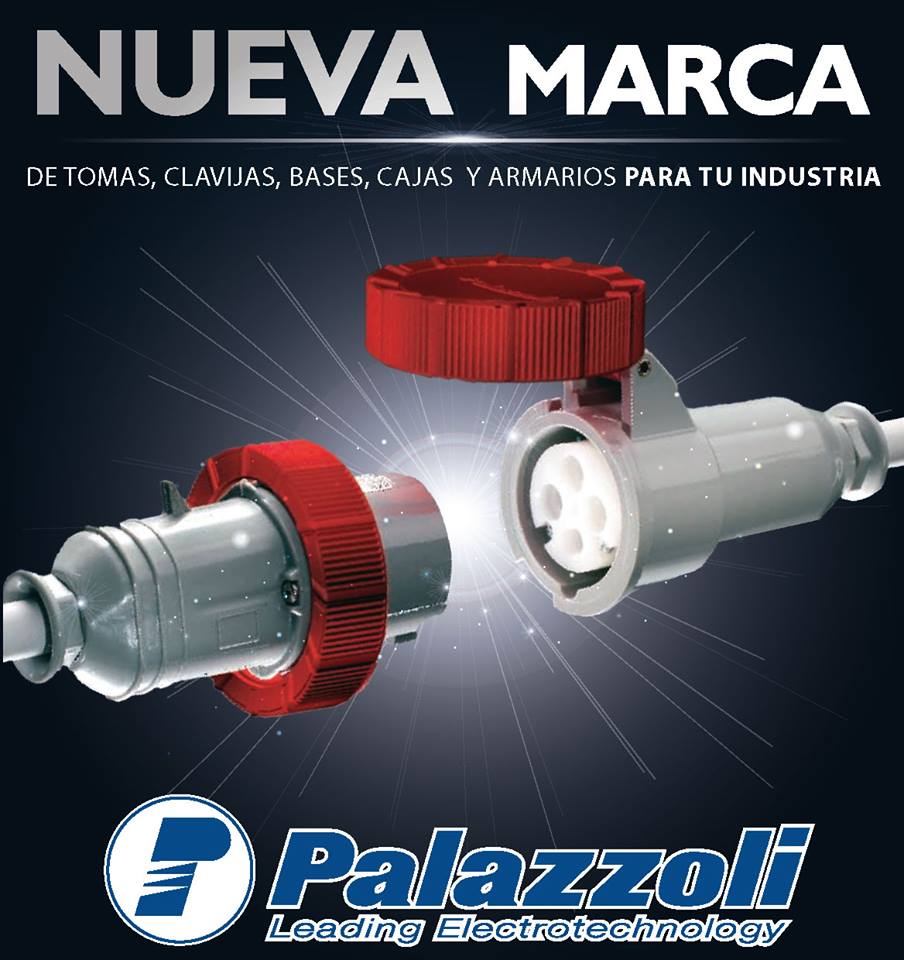 NUEVA MARCA
DE TOMAS, CLAVIJAS, BASES, CAJAS Y ARMARIOS PARA TU INDUSTRIA
Palazzoli
Leading Electrotechnology